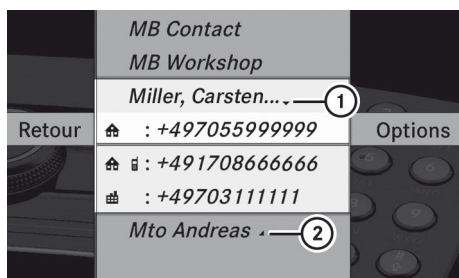 MB Contact
MB Workshop
Miller, Carsten...
1
Retour
: +497055999999
Options
: +491708666666
: +49703111111
Mto Andreas
2